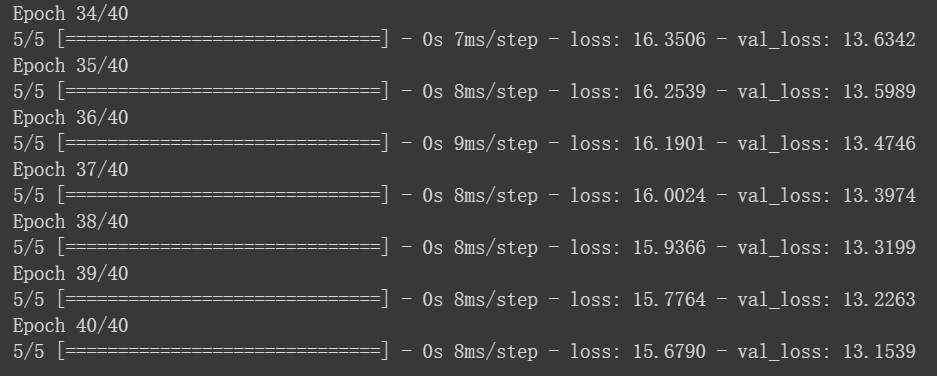 Epoch 34/40
5/5 [==============================] - 0s 7ms/step - loss: 16.3506 - val_loss: 13.6342
Epoch 35/40
5/5 [==============================] - 0s 8ms/step - loss: 16.2539 - val_loss: 13.5989
Epoch 36/40
5/5 [==============================] - 0s 9ms/step - loss: 16.1901 - val_loss: 13.4746
Epoch 37/40
5/5 [==============================] - 0s 8ms/step - loss: 16.0024 - val_loss: 13.3974
Epoch 38/40
5/5 [==============================] - 0s 8ms/step - loss: 15.9366 - val_loss: 13.3199
Epoch 39/40
5/5 [==============================] - 0s 8ms/step - loss: 15.7764 - val_loss: 13.2263
Epoch 40/40
5/5 [==============================] - 0s 8ms/step - loss: 15.6790 - val_loss: 13.1539